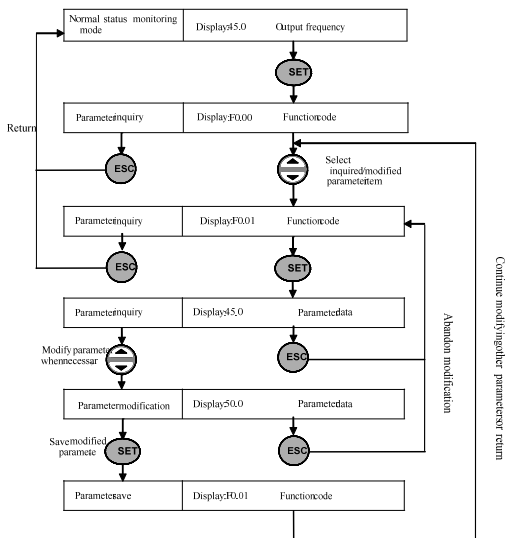 Normal status monitoring
mode
Display:45.0 Output frequency
SET
Parameter inquiry Display:F0.00 Functioncode
Return
ESC
Select
inquired/modified
parameteritem
Parameterinquiry Display:F0.01 Functioncode
ESC
SET
Parameterinquiry Display:45.0 Parameterdata
Modify parameter
whennecessar
ESC
Parametermodification Display:50.0 Parameterdata
Savemodified
paramete
SET
ESC
Parametersave Display:F0.01 Functioncode
Abandon modification
Continue modifyingother parametersor return